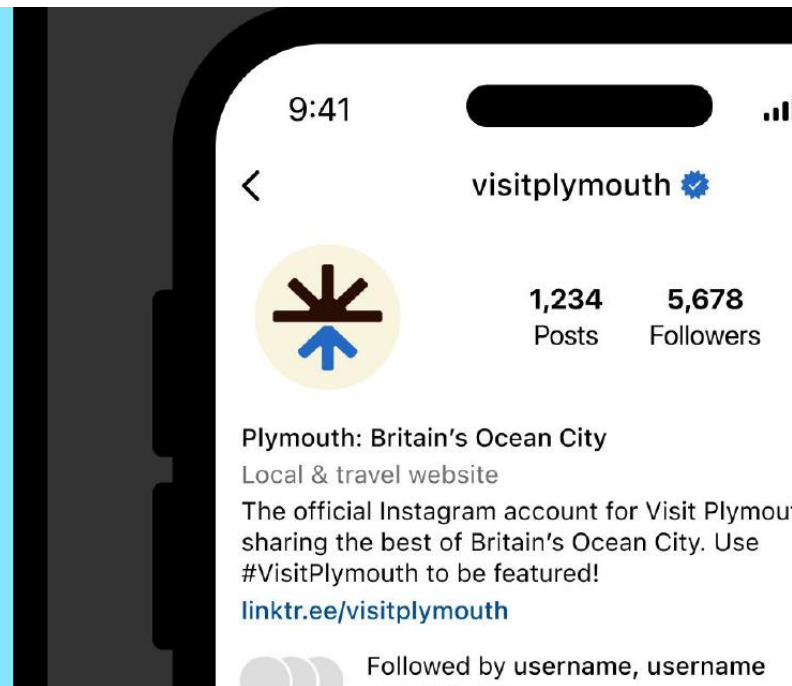 9:41
visitplymouth
1,234 5,678
Posts Followers
Plymouth: Britain's Ocean City
Local & travel website
The official Instagram account for Visit Plymou
sharing the best of Britain's Ocean City. Use
#VisitPlymouth to be featured!
linktr.ee/visitplymouth
Followed by username, username